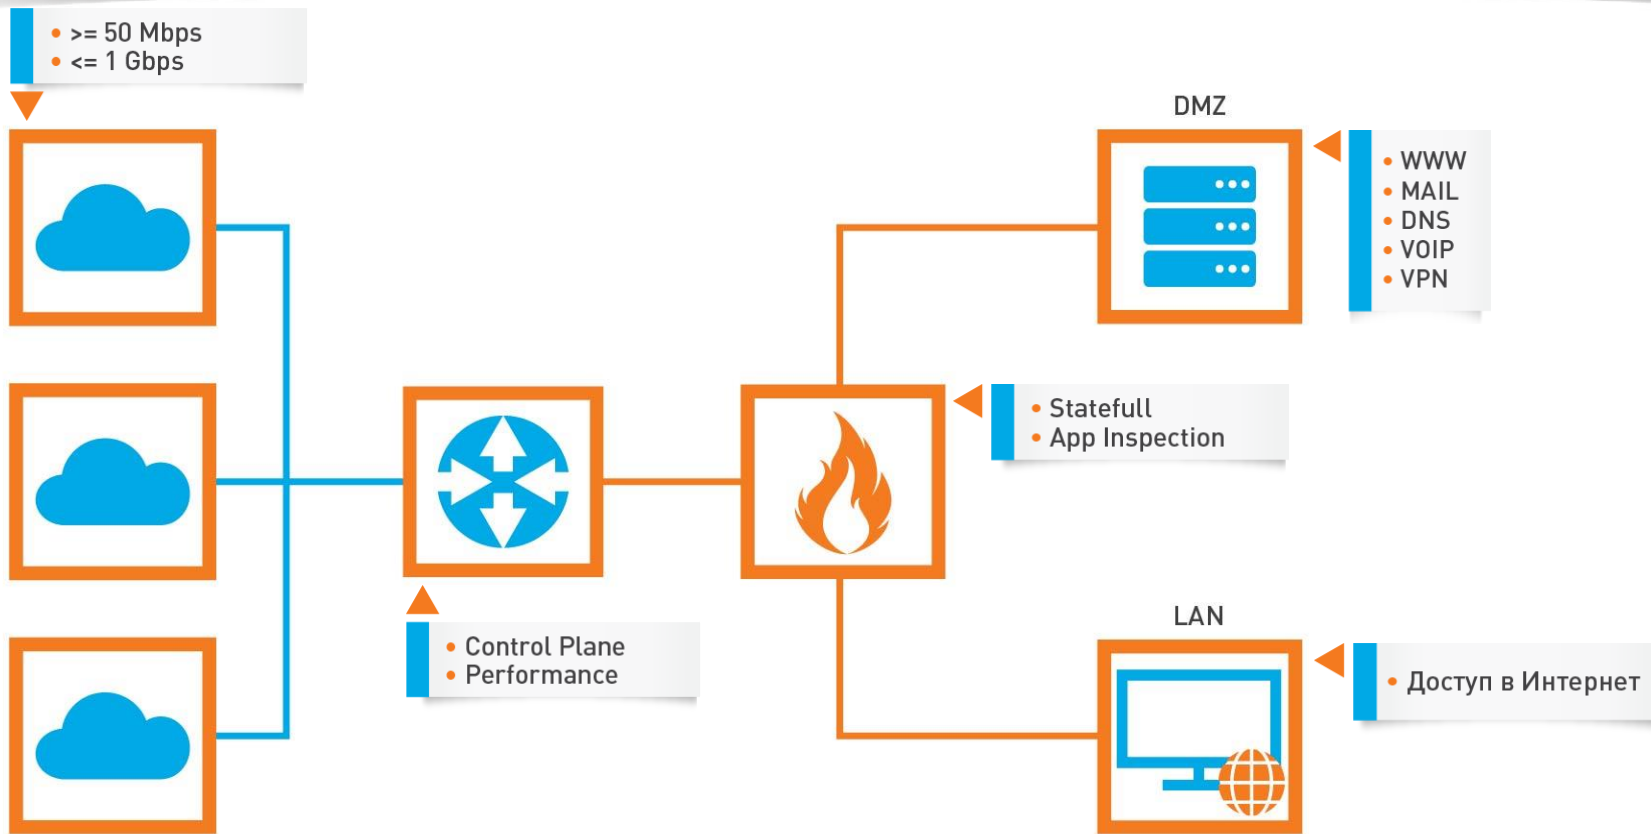 >= 50 Mbps
<= 1 Gbps
DMZ
WWW
MAIL
DNS
VOIP
VPN
Statefull
App Inspection
Control Plane
Performance
LAN
Доступ в Интернет